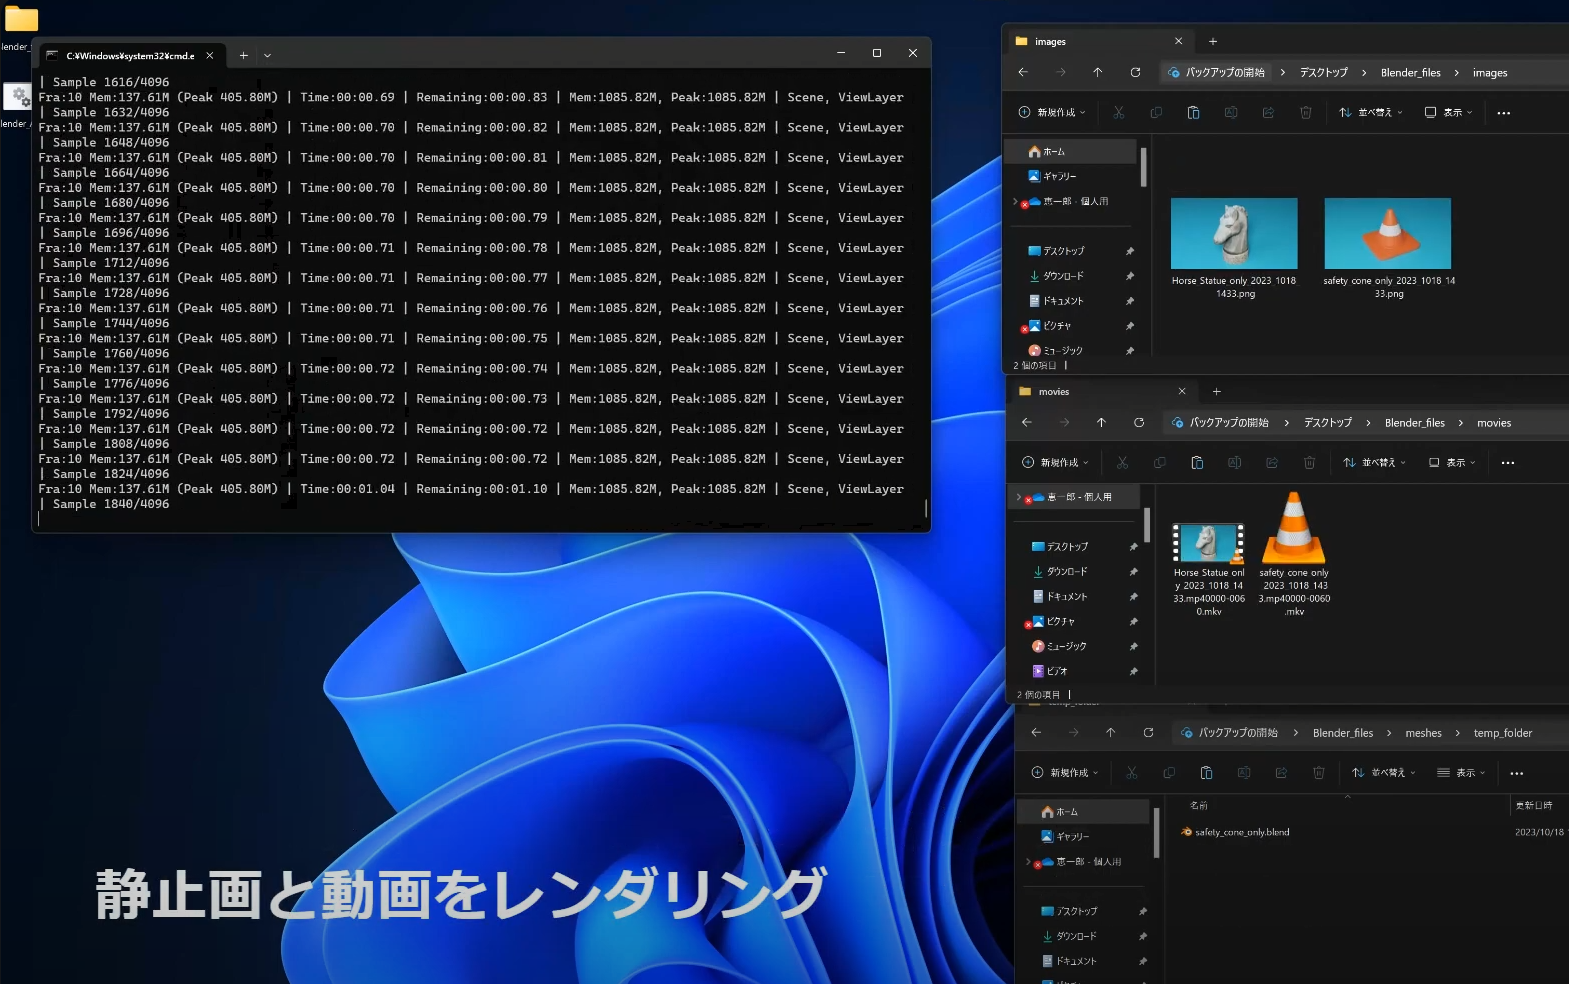 lender_
lender_
C:¥Windows¥system32¥cmd.e
| Sample 1616/4096
Fra:10 Mem:137.61M (Peak 405.80M) | Time:00:00.69 | Remaining:00:00.83 | Mem:1085.82M, Peak:1085.82M | Scene, ViewLayer
| Sample 1632/4096
Fra:10 Mem:137.61M (Peak 405.80M) | Time:00:00.70 | Remaining:00:00.82 | Mem:1085.82M, Peak:1085.82M | Scene, ViewLayer
| Sample 1648/4096
Fra:10 Mem:137.61M (Peak 405.80M) | Time:00:00.70 | Remaining:00:00.81 | Mem:1085.82M, Peak:1085.82M | Scene, ViewLayer
| Sample 1664/4096
Fra:10 Mem:137.61M (Peak 405.80M) | Time:00:00.70 | Remaining:00:00.80 | Mem:1085.82M, Peak:1085.82M | Scene, ViewLayer
| Sample 1680/4096
Fra:10 Mem:137.61M (Peak 405.80M) | Time:00:00.70 | Remaining:00:00.79 | Mem:1085.82M, Peak:1085.82M | Scene, ViewLayer
| Sample 1696/4096
Fra:10 Mem:137.61M (Peak 405.80M) | Time:00:00.71 | Remaining:00:00.78 | Mem:1085.82M, Peak:1085.82M | Scene, ViewLayer
| Sample 1712/4096
Fra:10 Mem:137.61M (Peak 405.80M) | Time:00:00.71 | Remaining:00:00.77 | Mem:1085.82M, Peak:1085.82M | Scene, ViewLayer
| Sample 1728/4096
Fra:10 Mem:137.61M (Peak 405.80M) | Time:00:00.71 | Remaining:00:00.76 | Mem:1085.82M, Peak:1085.82M | Scene, ViewLayer
| Sample 1744/4096
Fra:10 Mem:137.61M (Peak 405.80M) | Time:00:00.71 | Remaining:00:00.75 | Mem:1085.82M, Peak:1085.82M | Scene, ViewLayer
| Sample 1760/4096
Fra:10 Mem:137.61M (Peak 405.80M) | Time:00:00.72 | Remaining:00:00.74 | Mem:1085.82M, Peak:1085.82M | Scene, ViewLayer
| Sample 1776/4096
Fra:10 Mem:137.61M (Peak 405.80M) | Time:00:00.72 | Remaining:00:00.73 | Mem:1085.82M, Peak:1085.82M | Scene, ViewLayer
| Sample 1792/4096
Fra:10 Mem:137.61M (Peak 405.80M) | Time:00:00.72 | Remaining:00:00.72 | Mem:1085.82M, Peak:1085.82M | Scene, ViewLayer
| Sample 1808/4096
Fra:10 Mem:137.61M (Peak 405.80M) | Time:00:00.72 | Remaining:00:00.72 | Mem:1085.82M, Peak:1085.82M | Scene, ViewLayer
| Sample 1824/4096
Fra:10 Mem:137.61M (Peak 405.80M) | Time:00:01.04 | Remaining:00:01.10 | Mem:1085.82M, Peak:1085.82M | Scene, ViewLayer
| Sample 1840/4096
静止画と動画をレンダリング
images
バックアップの開始 > デスクトップ > Blender_files > images
新規作成 並べ替え 表示
ホーム
ギャラリー
恵一郎 - 個人用
デスクトップ
ダウンロード
ドキュメント
ピクチャ
ミュージック
Horse_Statue_only_2023_1018_
1433.png
safety_cone_only_2023_1018_14
33.png
2 個の項目
movies
バックアップの開始 > デスクトップ > Blender_files > movies
新規作成 並べ替え 表示
恵一郎 - 個人用
デスクトップ
ダウンロード
ドキュメント
ピクチャ
ミュージック
ビデオ
Horse_Statue_onl
y_2023_1018_14
33.mp40000-006
0.mkv
safety_cone_only
_2023_1018_143
3.mp40000-0060
.mkv
2 個の項目
temp_folder
バックアップの開始 > Blender_files > meshes > temp_folder
新規作成 並べ替え 表示
ホーム
ギャラリー
恵一郎 - 個人用
デスクトップ
ダウンロード
ドキュメント
名前 更新日時
safety_cone_only.blend 2023/10/18